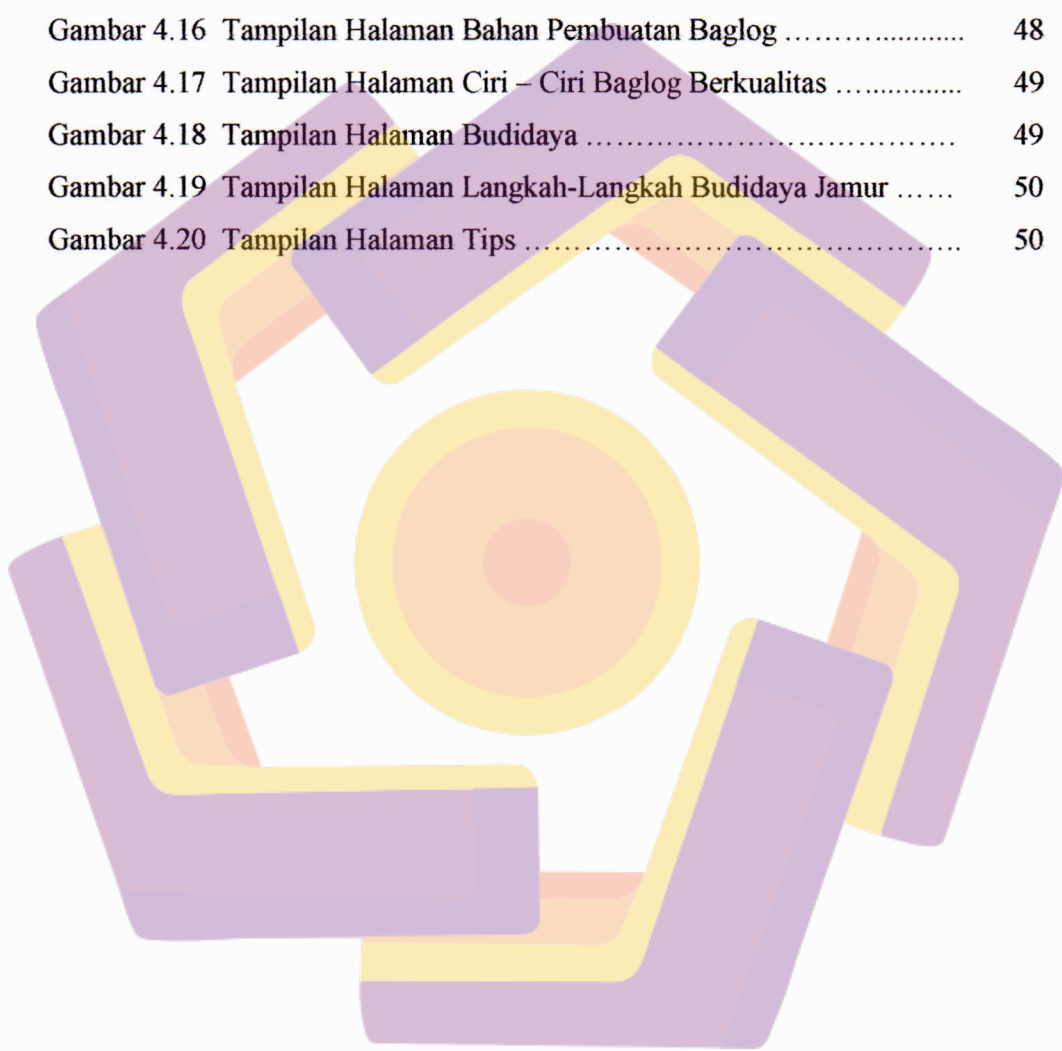 Gambar 4.16 Tampilan Halaman Bahan Pembuatan Baglog ………............ 48
Gambar 4.17 Tampilan Halaman Ciri – Ciri Baglog Berkualitas …............. 49
Gambar 4.18 Tampilan Halaman Budidaya ………………………………. 49
Gambar 4.19 Tampilan Halaman Langkah-Langkah Budidaya Jamur …… 50
Gambar 4.20 Tampilan Halaman Tips ……………………………………. 50